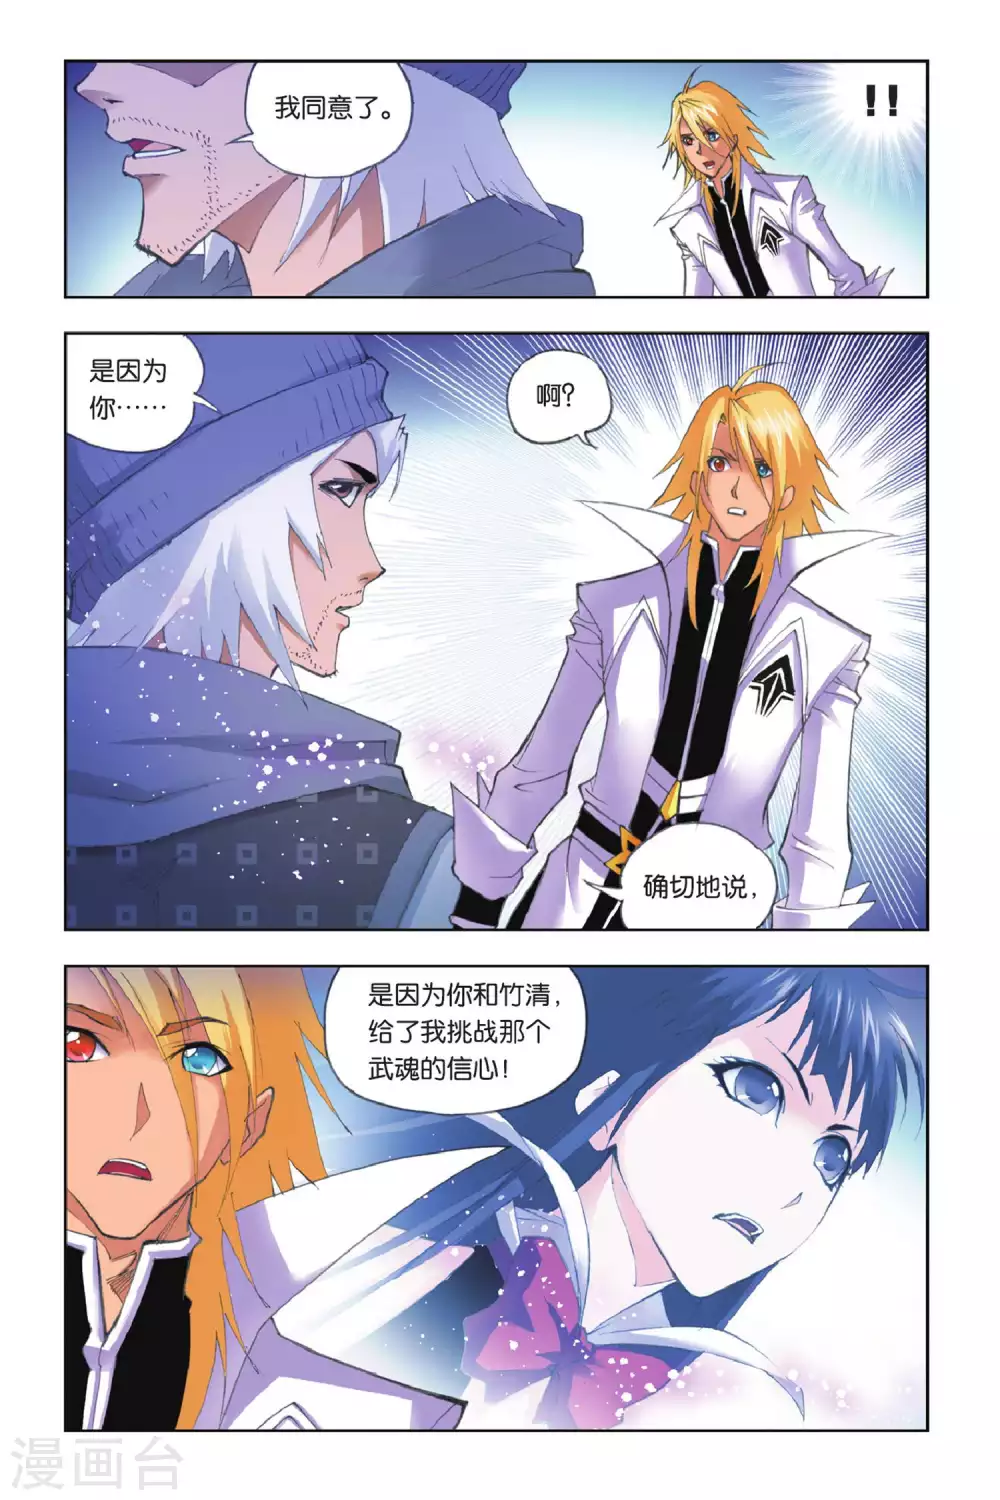 我同意了。
!!
是因为
你……
啊?
确切地说,
是因为你和竹清,
给了我挑战那个
武魂的信心!
漫画台